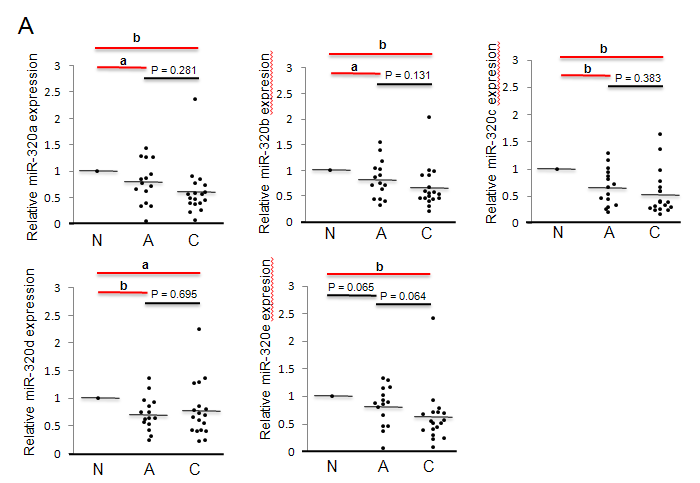 A
b
a
P = 0.281
Relative miR-320a expression
3
2.5
2
1.5
1
0.5
0
N A C
b
a
P = 0.131
Relative miR-320b expression
3
2.5
2
1.5
1
0.5
0
N A C
b
b
P = 0.383
Relative miR-320c expression
3
2.5
2
1.5
1
0.5
0
N A C
a
b
P = 0.695
Relative miR-320d expression
3
2.5
2
1.5
1
0.5
0
N A C
b
P = 0.065
P = 0.064
Relative miR-320e expression
3
2.5
2
1.5
1
0.5
0
N A C